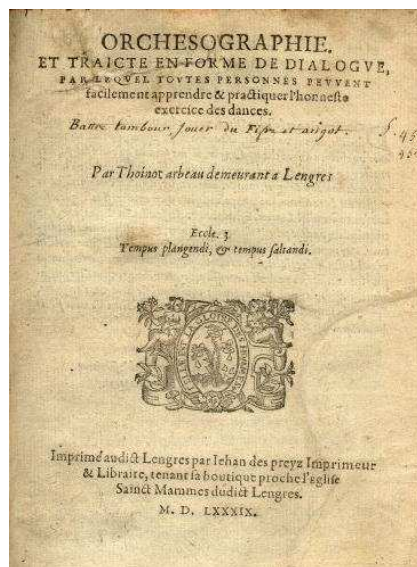 ORCHESOGRAPHIE.
ET TRAICTE EN FORME DE DIALOGVE,
PAR LEQVEL TOVTES PERSONNES PEVVENT
facilement apprendre & practiquer l'honneste
exercice des dances.
Battre tambour, Jouer du Fifre et arigot.
Par Thoinot arbeau demeurant a Lengres
Eccle. 3
Tempus plangendi, & tempus saltandi.
Imprimé audict Lengres par Iehan des preyz Imprimeur
& Libraire, tenant sa boutique proche l'Eglise
Sainct Mammes dudict Lengres.
M. D. LXXXIX.